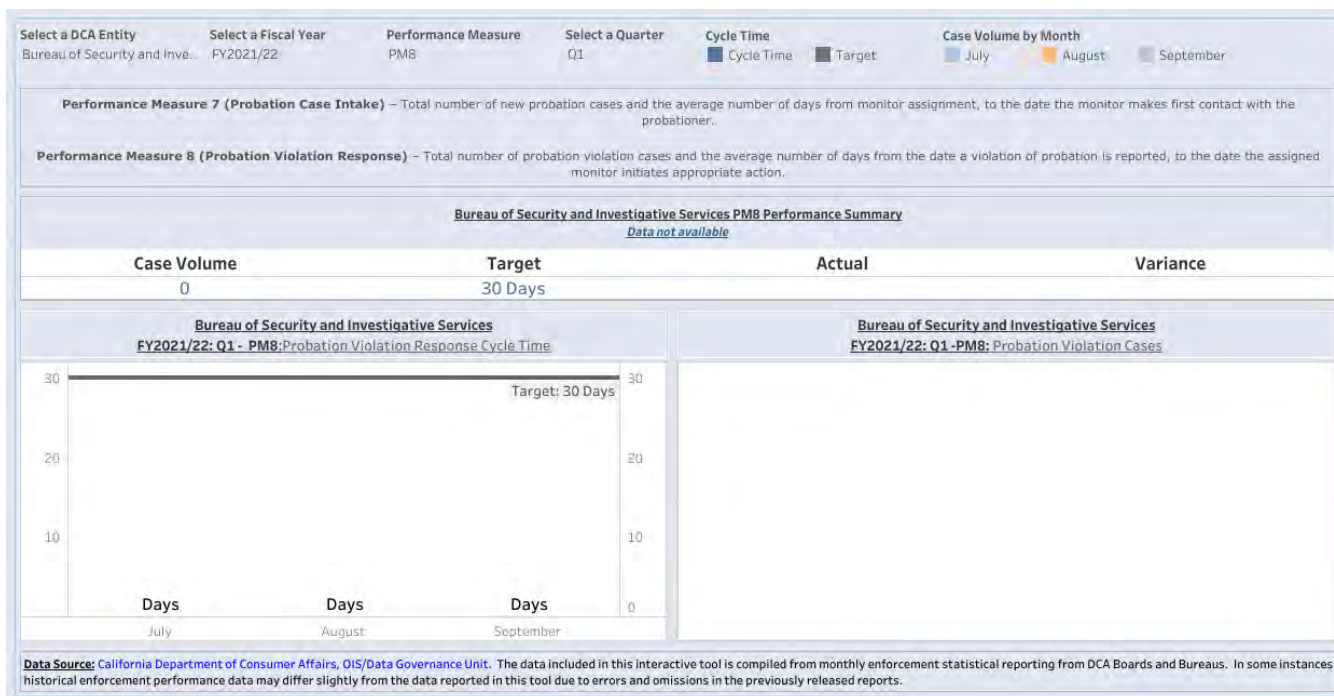 Select a DCA Entity Select a Fiscal Year Performance Measure Select a Quarter Cycle Time Case Volume by Month
Bureau of Security and Inve.. FY2021/22 PM8 Q1 Cycle Time Target July August September
Performance Measure 7 (Probation Case Intake) – Total number of new probation cases and the average number of days from monitor assignment, to the date the monitor makes first contact with the
probationer..
Performance Measure 8 (Probation Violation Response) – Total number of probation violation cases and the average number of days from the date a violation of probation is reported, to the date the assigned
monitor initiates appropriate action.
Bureau of Security and Investigative Services PM8 Performance Summary
Data not available
Case Volume Target Actual Variance
0 30 Days
Bureau of Security and Investigative Services
FY2021/22: Q1 - PM8:Probation Violation Response Cycle Time
30 30
Target: 30 Days
20 20
10 10
Days Days Days 0
July August September
Bureau of Security and Investigative Services
FY2021/22: Q1 -PM8: Probation Violation Cases
Data Source: California Department of Consumer Affairs, OIS/Data Governance Unit. The data included in this interactive tool is compiled from monthly enforcement statistical reporting from DCA Boards and Bureaus. In some instances
historical enforcement performance data may differ slightly from the data reported in this tool due to errors and omissions in the previously released reports.